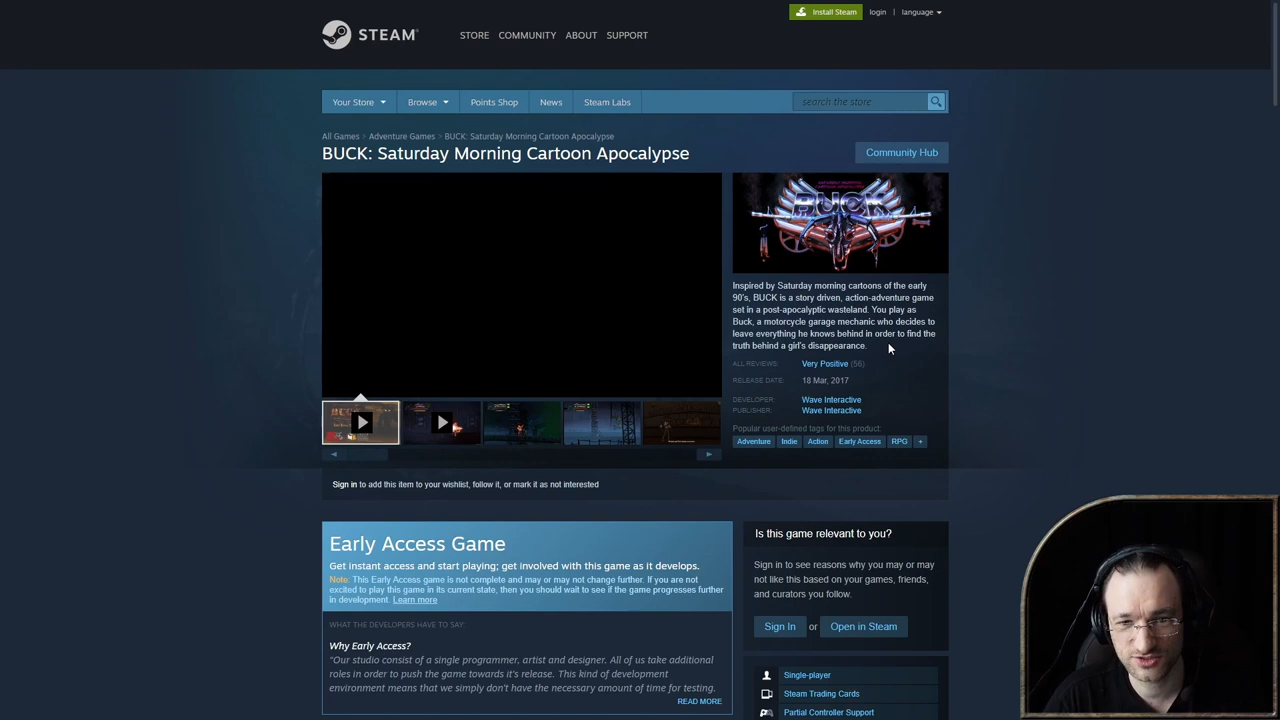 Install Steam
login
language
STEAM
STORE
COMMUNITY
ABOUT
SUPPORT
Your Store
Browse
Points Shop
News
Steam Labs
search the store
All Games > Adventure Games > BUCK: Saturday Morning Cartoon Apocalypse
BUCK: Saturday Morning Cartoon Apocalypse
Community Hub
BUCK
Inspired by Saturday morning cartoons of the early
90's, BUCK is a story driven, action-adventure game
set in a post-apocalyptic wasteland. You play as
Buck, a motorcycle garage mechanic who decides to
leave everything he knows behind in order to find the
truth behind a girl's disappearance.
ALL REVIEWS: Very Positive (56)
RELEASE DATE: 18 Mar, 2017
DEVELOPER: Wave Interactive
PUBLISHER: Wave Interactive
Popular user-defined tags for this product:
Adventure Indie Action Early Access RPG +
Sign in to add this item to your wishlist, follow it, or mark it as not interested
Early Access Game
Get instant access and start playing; get involved with this game as it develops.
Note: This Early Access game is not complete and may or may not change further. If you are not
excited to play this game in its current state, then you should wait to see if the game progresses further
in development. Learn more
WHAT THE DEVELOPERS HAVE TO SAY:
Why Early Access?
"Our studio consist of a single programmer, artist and designer. All of us take additional
roles in order to push the game towards it's release. This kind of development
environment means that we simply don't have the necessary amount of time for testing.
READ MORE
Is this game relevant to you?
Sign in to see reasons why you may or may
not like this based on your games, friends,
and curators you follow.
Sign In or Open in Steam
Single-player
Steam Trading Cards
Partial Controller Support